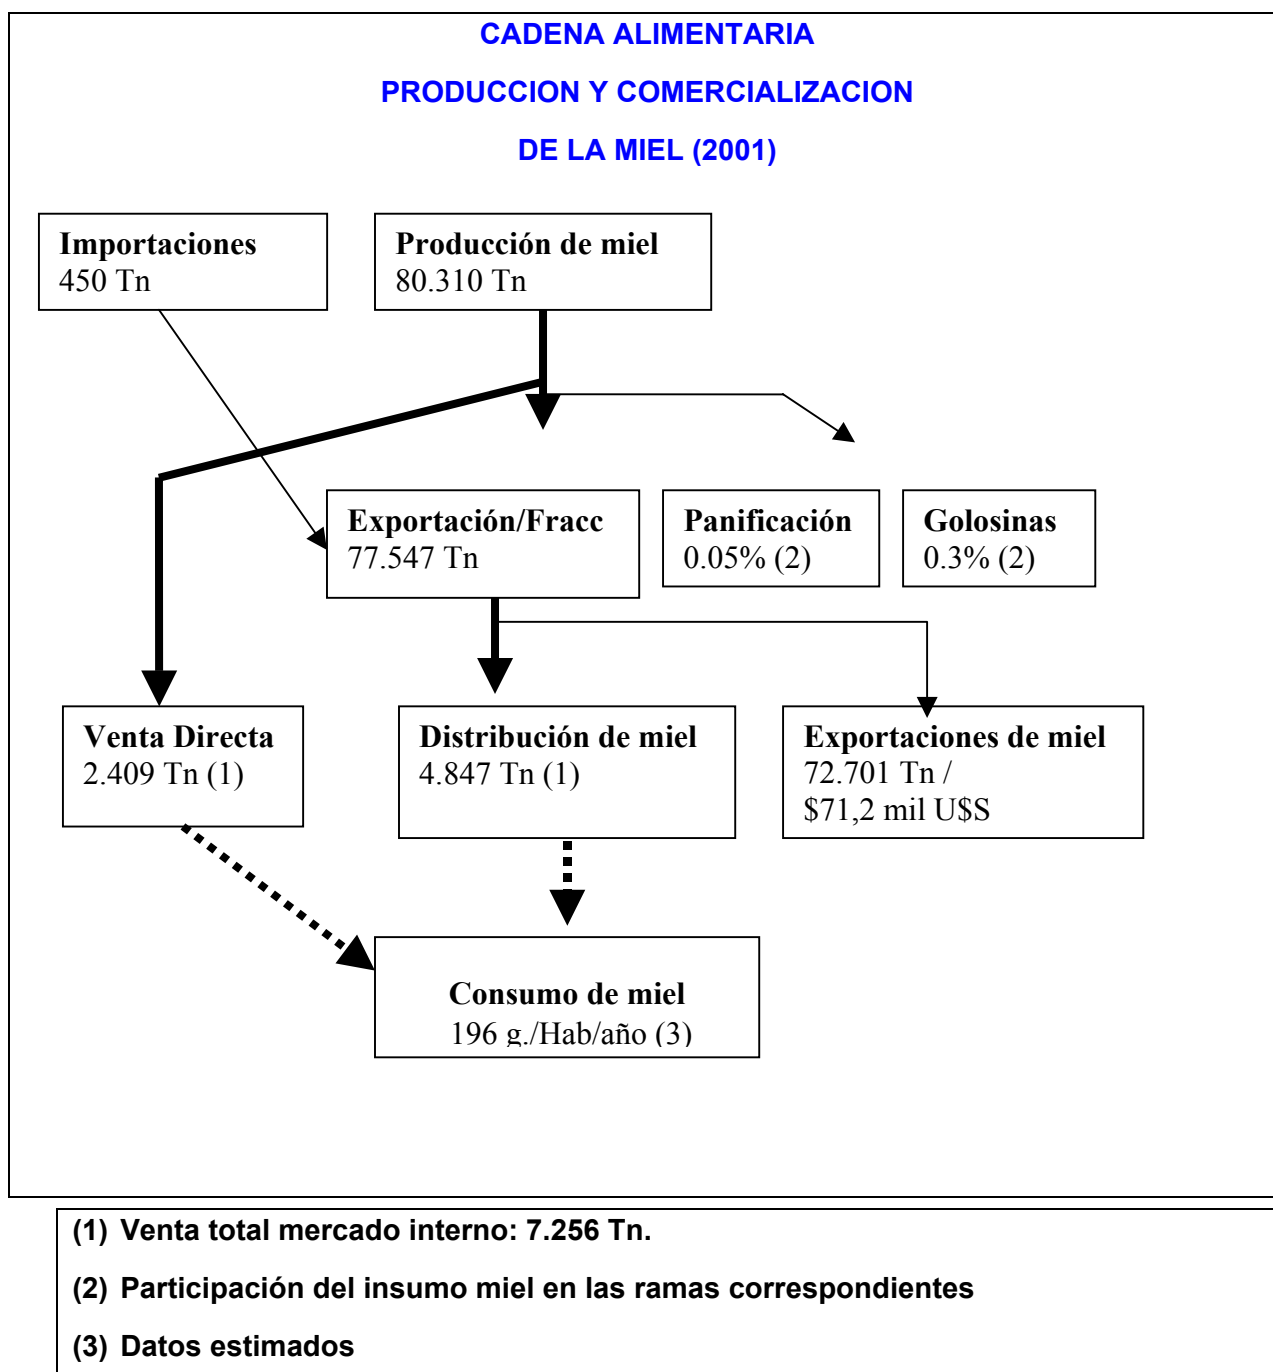 CADENA ALIMENTARIA
PRODUCCION Y COMERCIALIZACION
DE LA MIEL (2001)
Importaciones
450 Tn
Producción de miel
80.310 Tn
Exportación/Fracc
77.547 Tn
Panificación
0.05% (2)
Golosinas
0.3% (2)
Venta Directa
2.409 Tn (1)
Distribución de miel
4.847 Tn (1)
Exportaciones de miel
72.701 Tn /
$71,2 mil U$S
Consumo de miel
196 g./Hab/año (3)
(1) Venta total mercado interno: 7.256 Tn.
(2) Participación del insumo miel en las ramas correspondientes
(3) Datos estimados